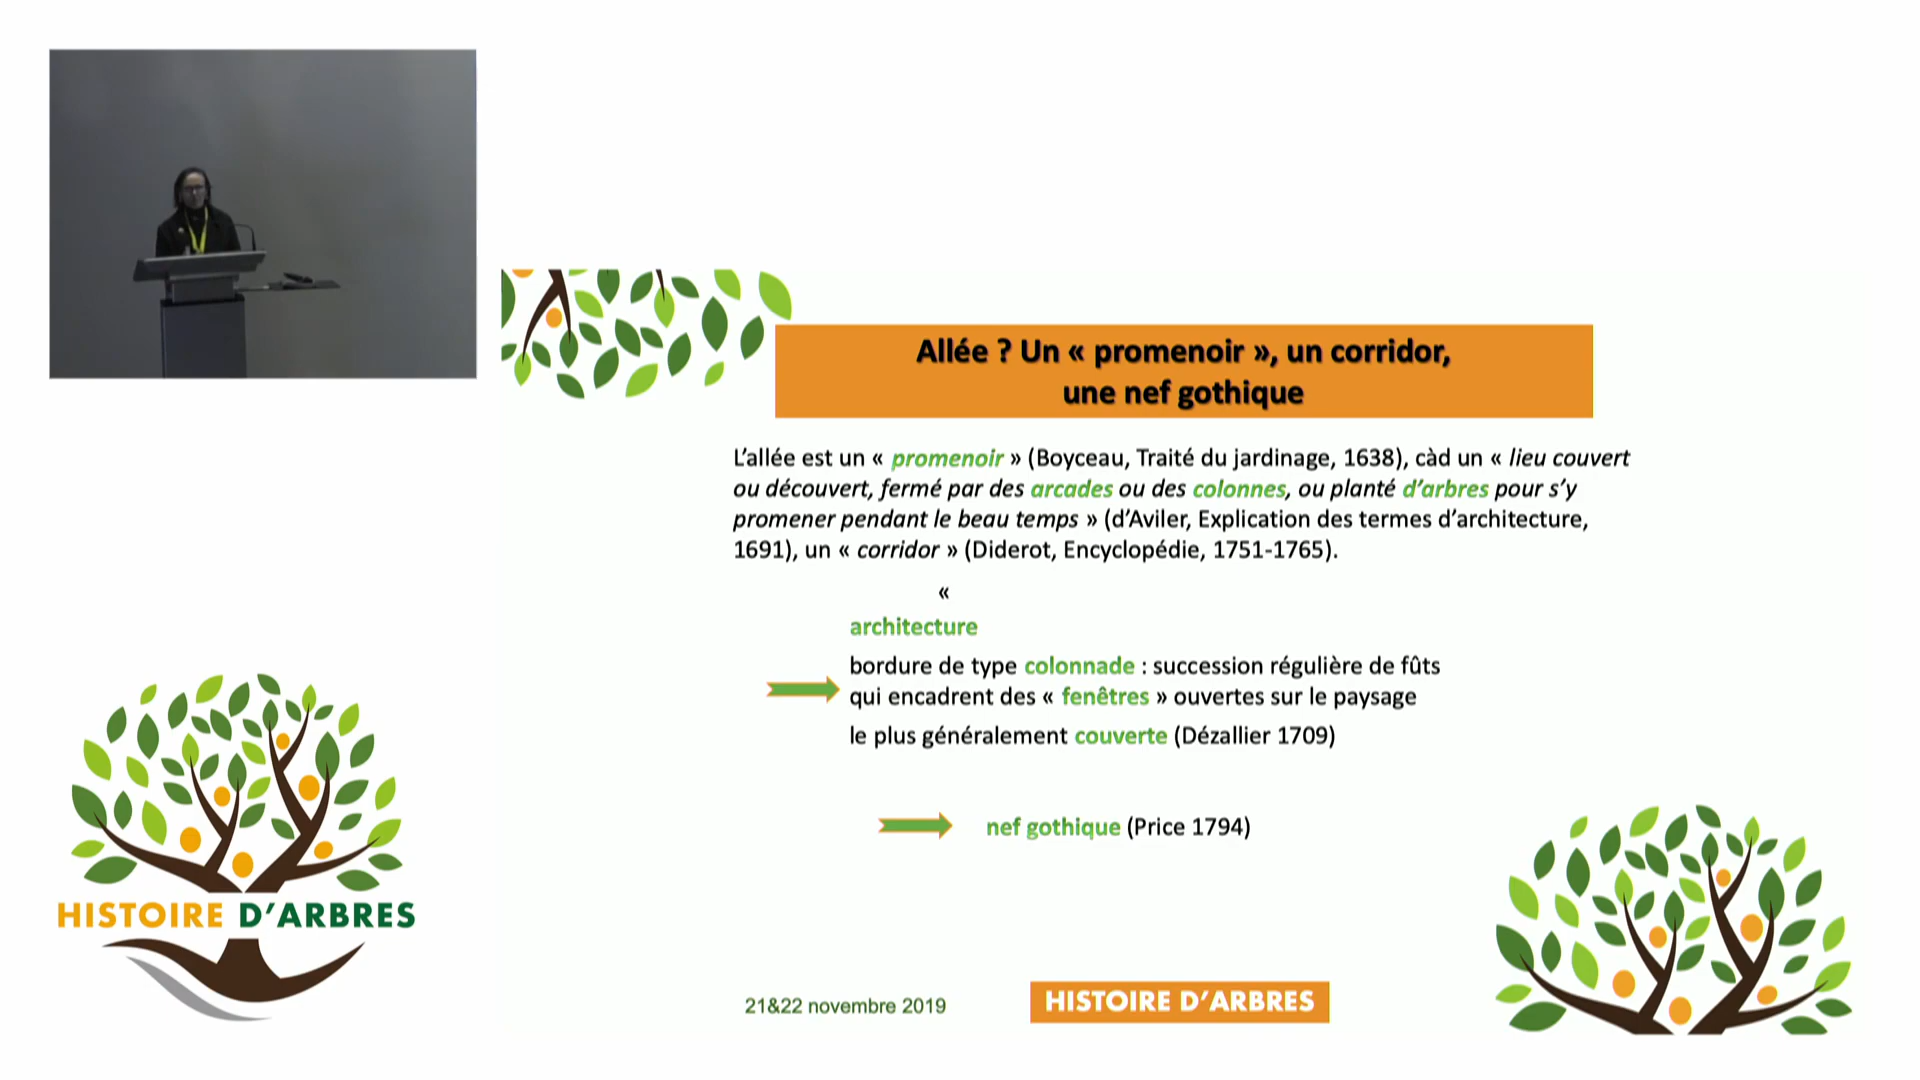 Allée ? Un « promenoir », un corridor,
une nef gothique
L'allée est un « promenoir » (Boyceau, Traité du jardinage, 1638), càd un « lieu couvert
ou découvert, fermé par des arcades ou des colonnes, ou planté d'arbres pour s'y
promener pendant le beau temps » (d'Aviler, Explication des termes d'architecture,
1691), un « corridor » (Diderot, Encyclopédie, 1751-1765).
«
architecture
bordure de type colonnade : succession régulière de fûts
qui encadrent des « fenêtres » ouvertes sur le paysage
le plus généralement couverte (Dézallier 1709)
nef gothique (Price 1794)
HISTOIRE D'ARBRES
21&22 novembre 2019
HISTOIRE D'ARBRES